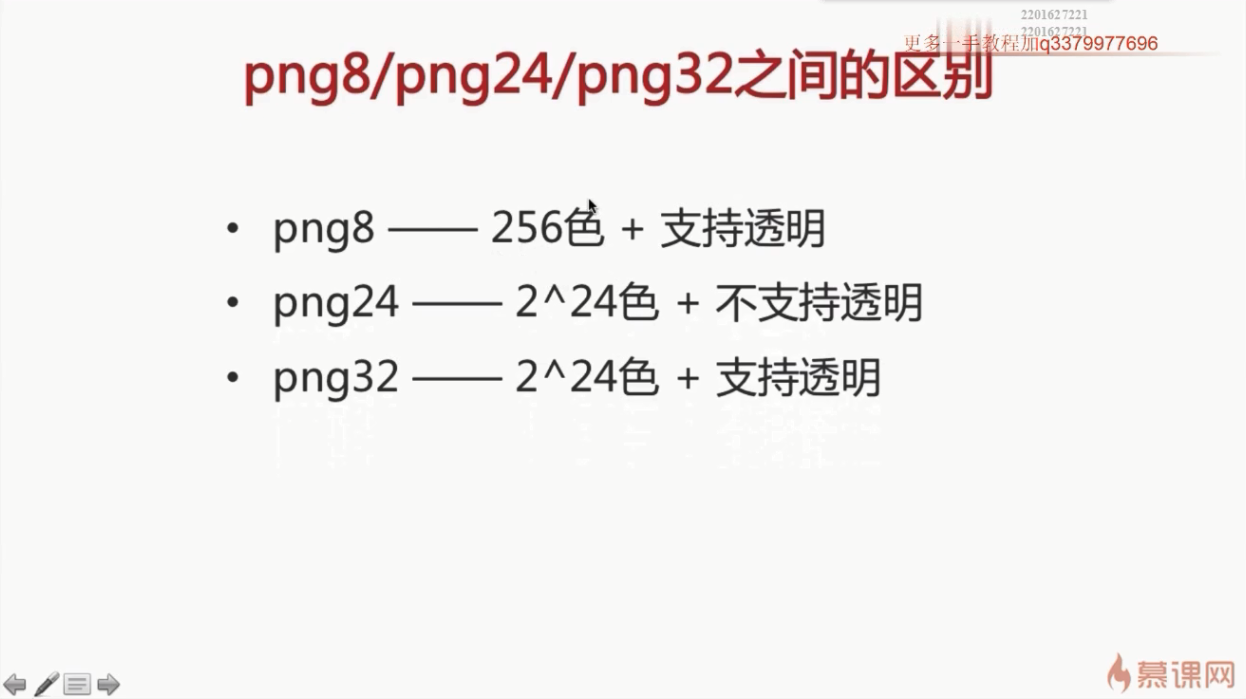 2201627221
2201627221
更多一手教程加q3379977696
png8/png24/png32之间的区别
• png8 —— 256色 + 支持透明
• png24 —— 2^24色 + 不支持透明
• png32 —— 2^24色 + 支持透明
慕课网